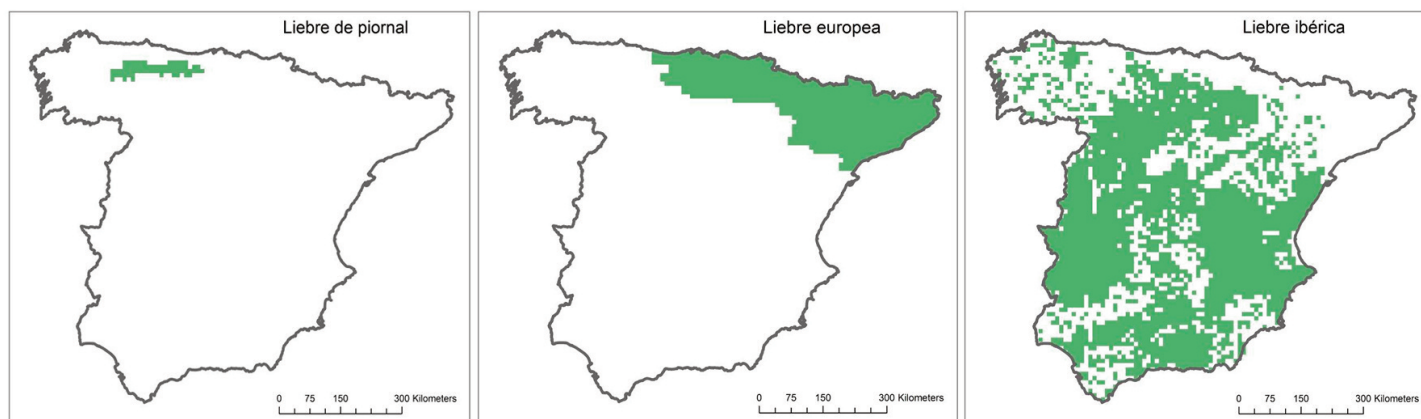 Liebre de piornal
0 75 150 300 Kilometers
Liebre europea
0 75 150 300 Kilometers
Liebre ibérica
0 75 150 300 Kilometers